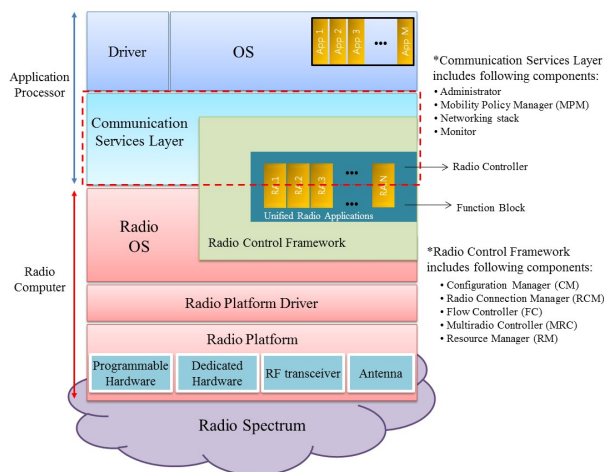 Driver
OS
App 1
App 2
App 3
•••
App M
Application
Processor
Communication
Services Layer
*Communication Services Layer
includes following components:
• Administrator
• Mobility Policy Manager (MPM)
• Networking stack
• Monitor
Radio Controller
RA 1
RA 2
RA 3
•••
•••
RA N
Unified Radio Applications
Function Block
Radio Control Framework
Radio
OS
*Radio Control Framework
includes following components:
• Configuration Manager (CM)
• Radio Connection Manager (RCM)
• Flow Controller (FC)
• Multiradio Controller (MRC)
• Resource Manager (RM)
Radio
Computer
Radio Platform Driver
Radio Platform
Programmable
Hardware
Dedicated
Hardware
RF transceiver
Antenna
Radio Spectrum